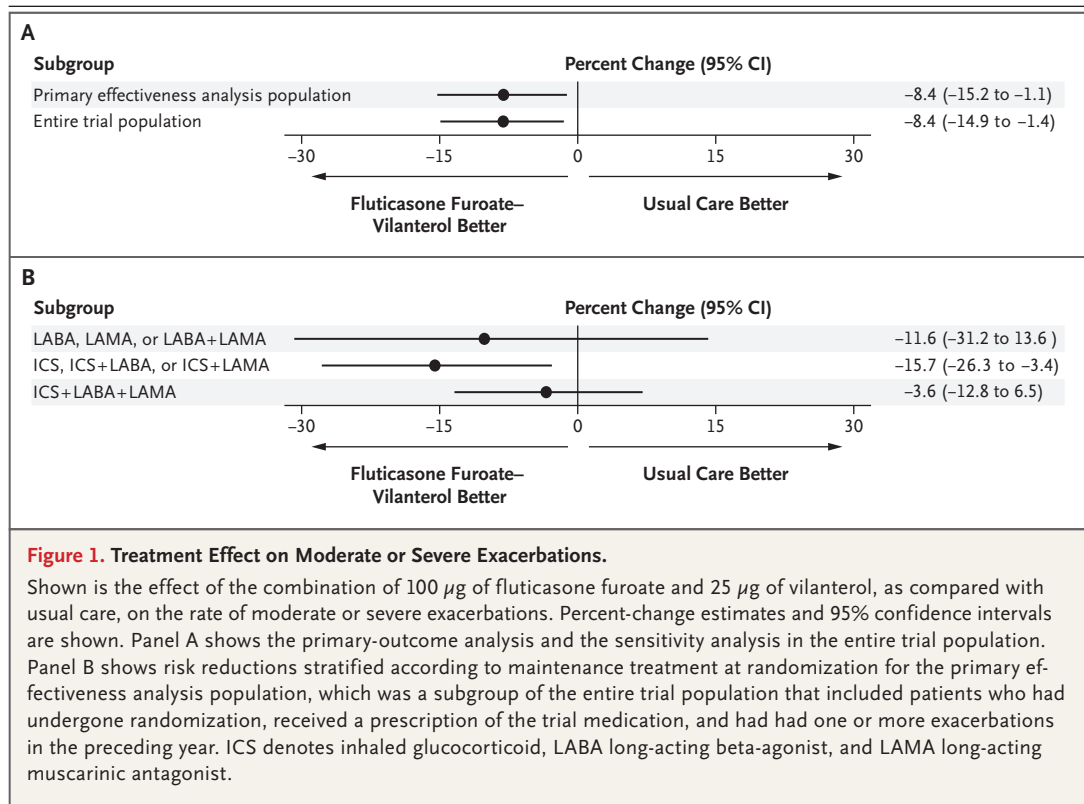 A
Subgroup Percent Change (95% CI)
Primary effectiveness analysis population –8.4 (–15.2 to –1.1)
Entire trial population –8.4 (–14.9 to –1.4)
–30 –15 0 15 30
Fluticasone Furoate– Usual Care Better
Vilanterol Better
B
Subgroup Percent Change (95% CI)
LABA, LAMA, or LABA+LAMA –11.6 (–31.2 to 13.6 )
ICS, ICS+LABA, or ICS+LAMA –15.7 (–26.3 to –3.4)
ICS+LABA+LAMA –3.6 (–12.8 to 6.5)
–30 –15 0 15 30
Fluticasone Furoate– Usual Care Better
Vilanterol Better
Figure 1. Treatment Effect on Moderate or Severe Exacerbations.
Shown is the effect of the combination of 100 μg of fluticasone furoate and 25 μg of vilanterol, as compared with
usual care, on the rate of moderate or severe exacerbations. Percent-change estimates and 95% confidence intervals
are shown. Panel A shows the primary-outcome analysis and the sensitivity analysis in the entire trial population.
Panel B shows risk reductions stratified according to maintenance treatment at randomization for the primary ef-
fectiveness analysis population, which was a subgroup of the entire trial population that included patients who had
undergone randomization, received a prescription of the trial medication, and had had one or more exacerbations
in the preceding year. ICS denotes inhaled glucocorticoid, LABA long-acting beta-agonist, and LAMA long-acting
muscarinic antagonist.